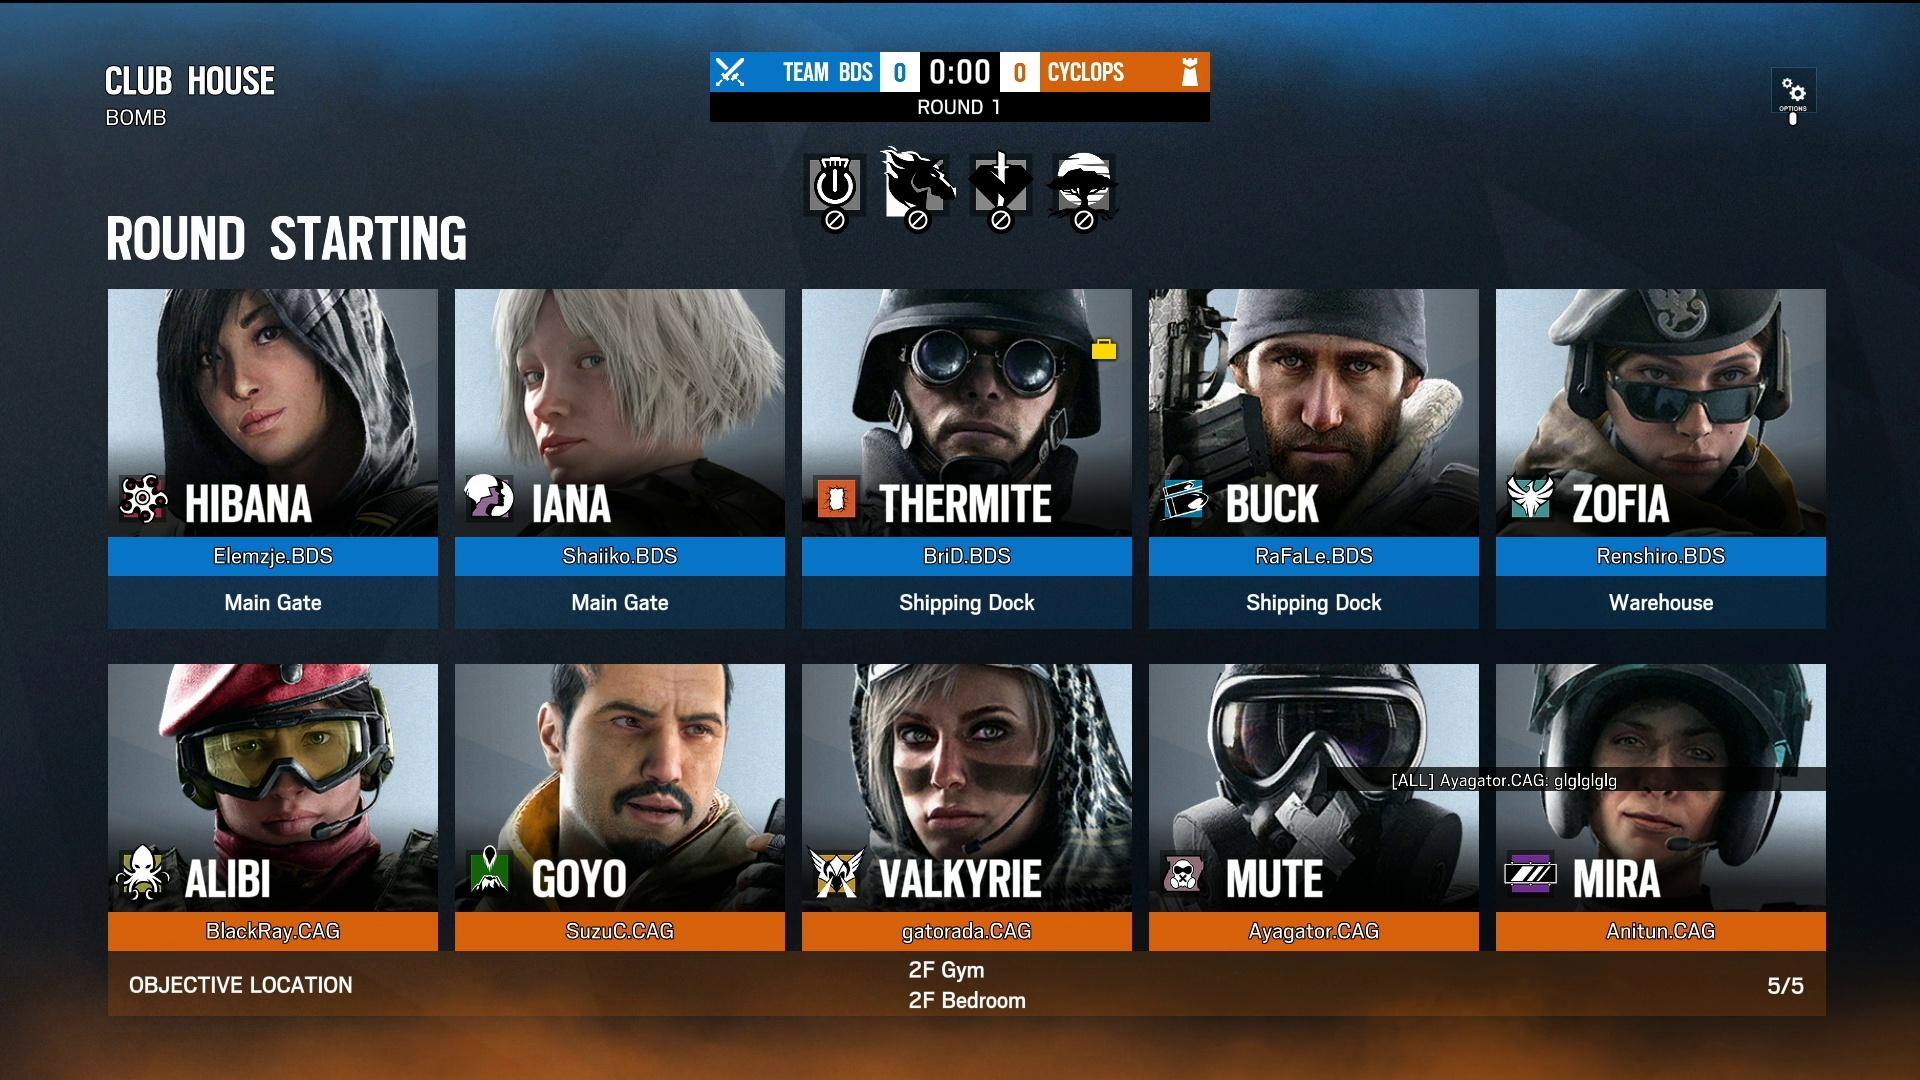 CLUB HOUSE
BOMB
TEAM BDS 0 0:00 0 CYCLOPS
ROUND 1
OPTIONS
ROUND STARTING
HIBANA IANA THERMITE BUCK ZOFIA
Elemzje.BDS Shaiiko.BDS BriD.BDS RaFaLe.BDS Renshiro.BDS
Main Gate Main Gate Shipping Dock Shipping Dock Warehouse
[ALL] Ayagator.CAG: glglglglg
ALIBI GOYO VALKYRIE MUTE MIRA
BlackRay.CAG SuzuC.CAG gatorada.CAG Ayagator.CAG Anitun.CAG
OBJECTIVE LOCATION
2F Gym
2F Bedroom
5/5